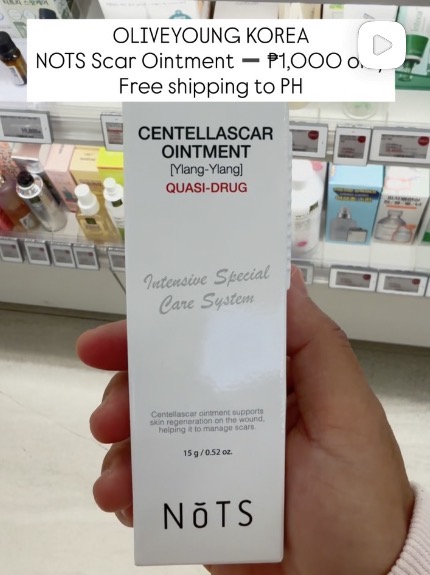 OLIVEYOUNG KOREA
NOTS Scar Ointment — ₱1,000
Free shipping to PH
CENTELLASCAR
OINTMENT
[Ylang-Ylang]
QUASI-DRUG
Intensive Special
Care System
Centellascar ointment supports
skin regeneration on the wound,
helping it to manage scars
15 g / 0.52 oz.
NōTS